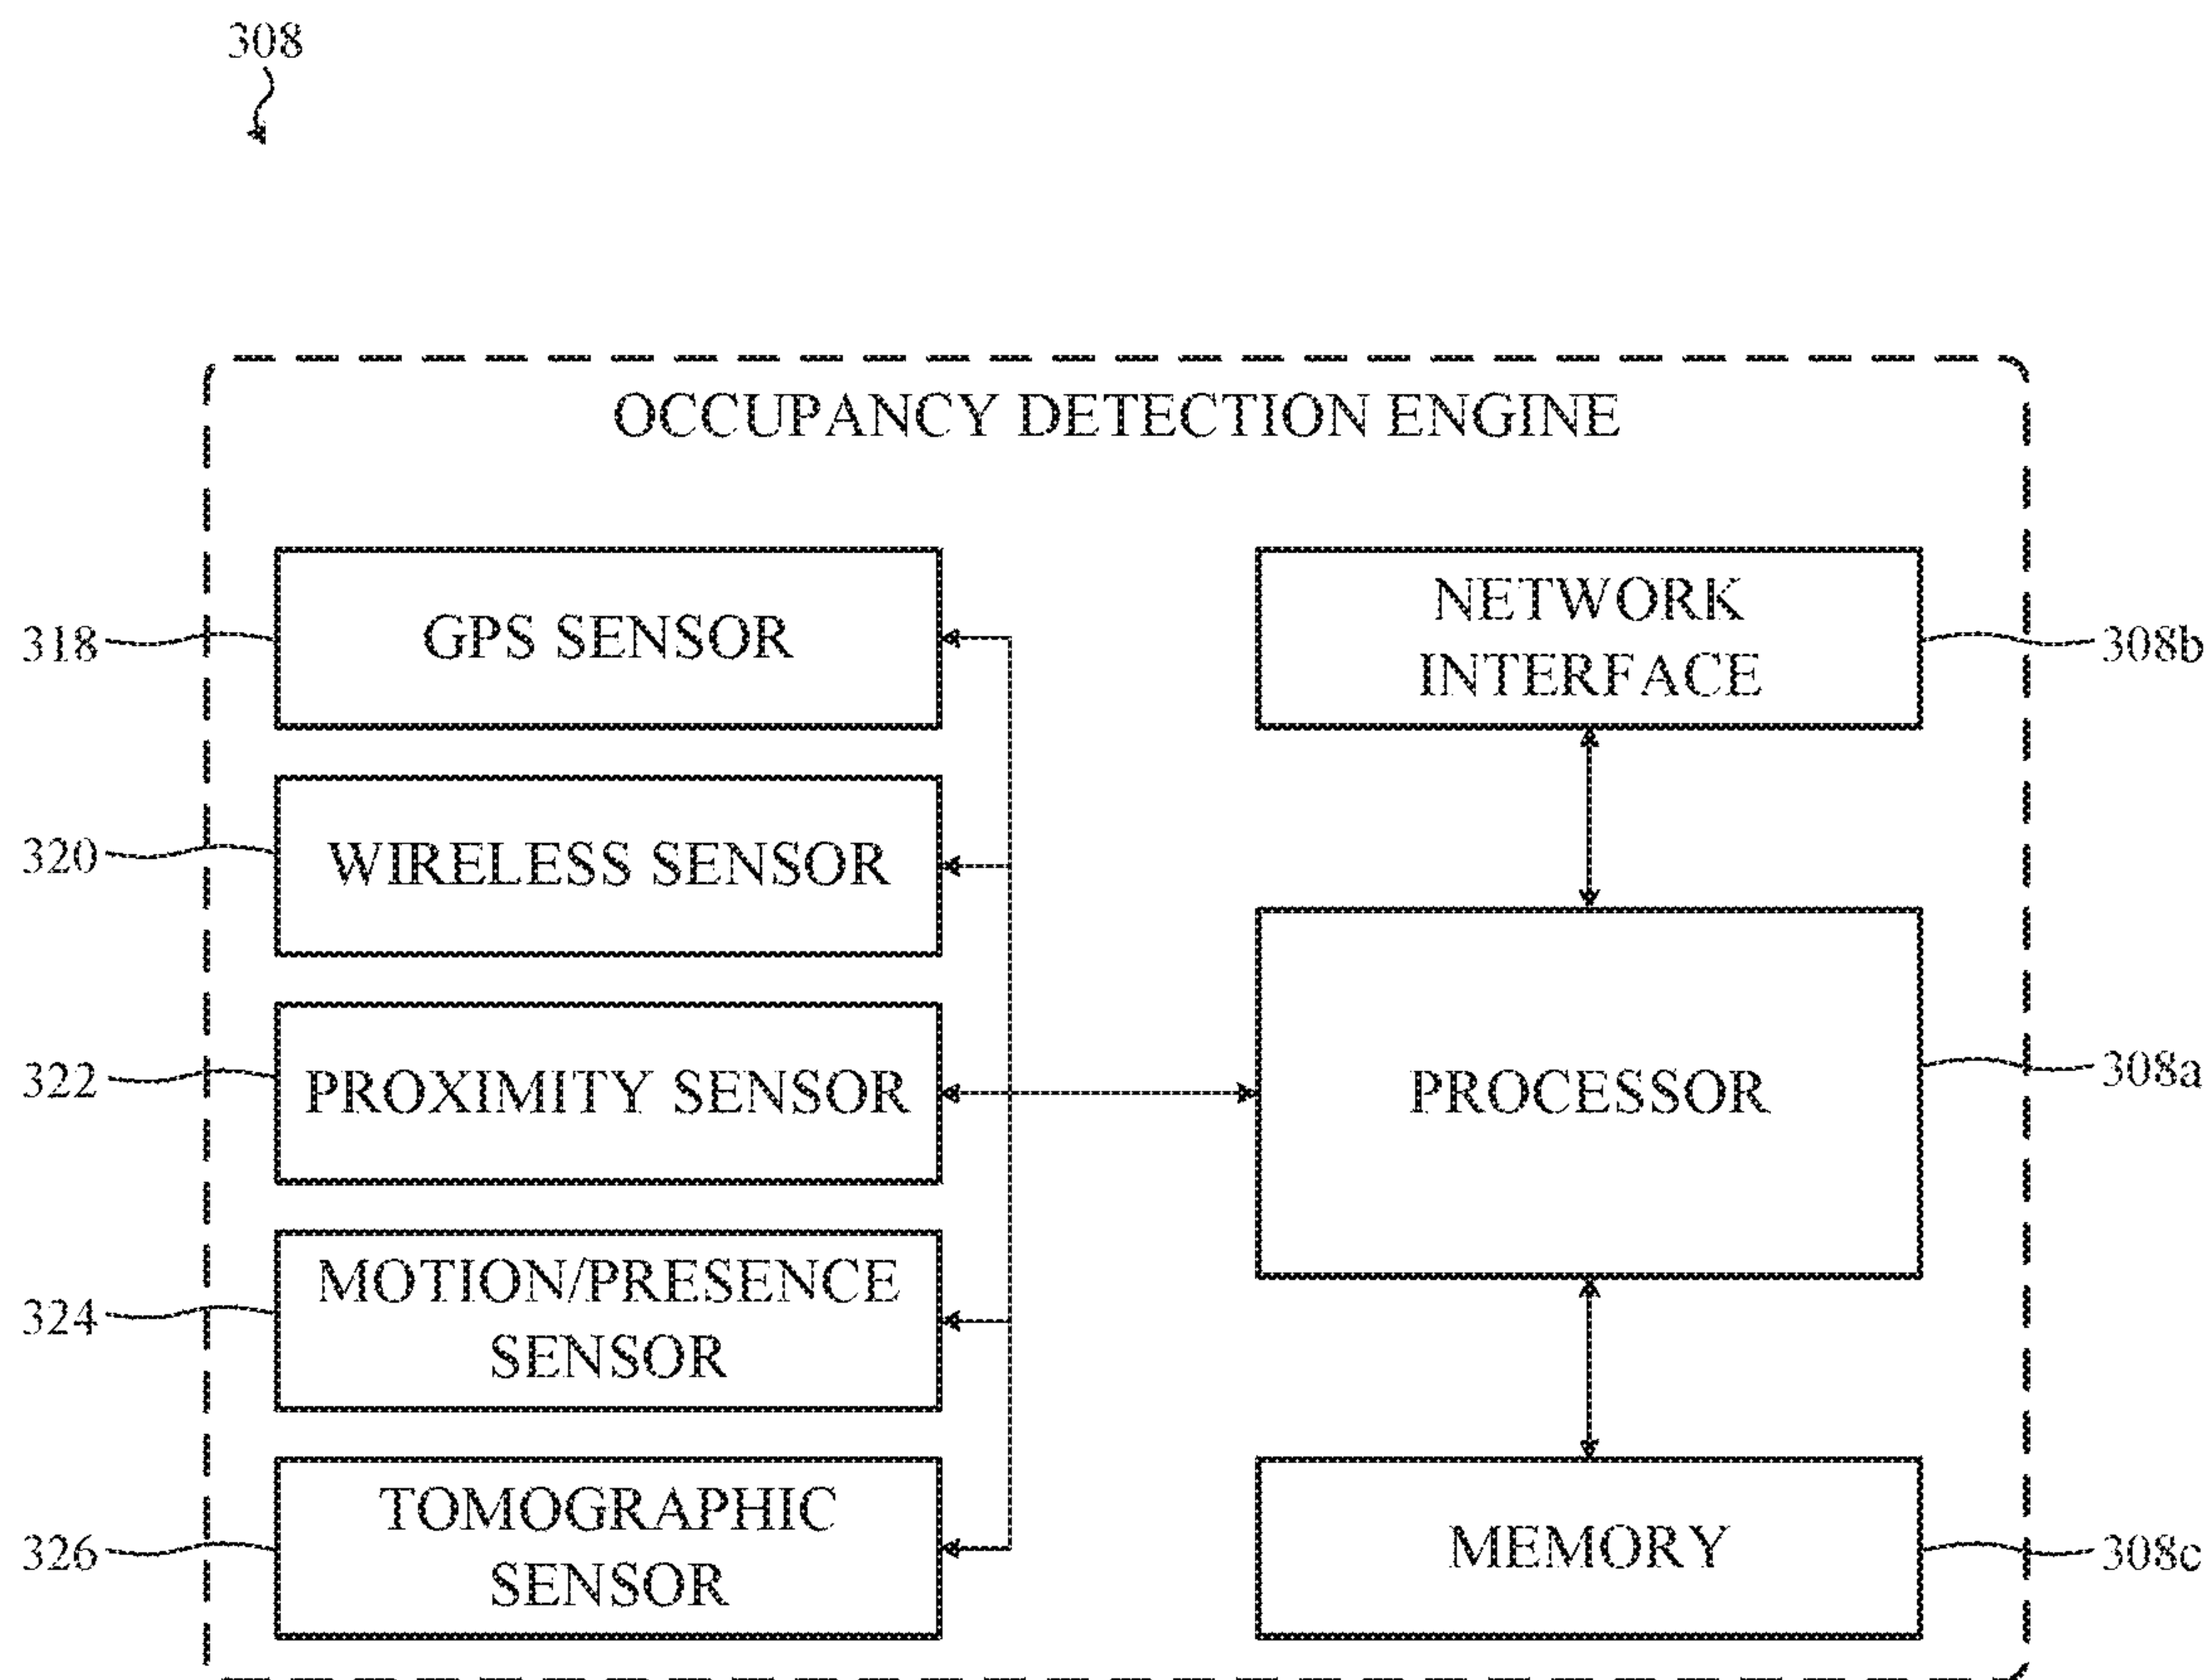 308
OCCUPANCY DETECTION ENGINE
318
GPS SENSOR
NETWORK
INTERFACE
308b
320
WIRELESS SENSOR
322
PROXIMITY SENSOR
PROCESSOR
308a
324
MOTION/PRESENCE
SENSOR
326
TOMOGRAPHIC
SENSOR
MEMORY
308c